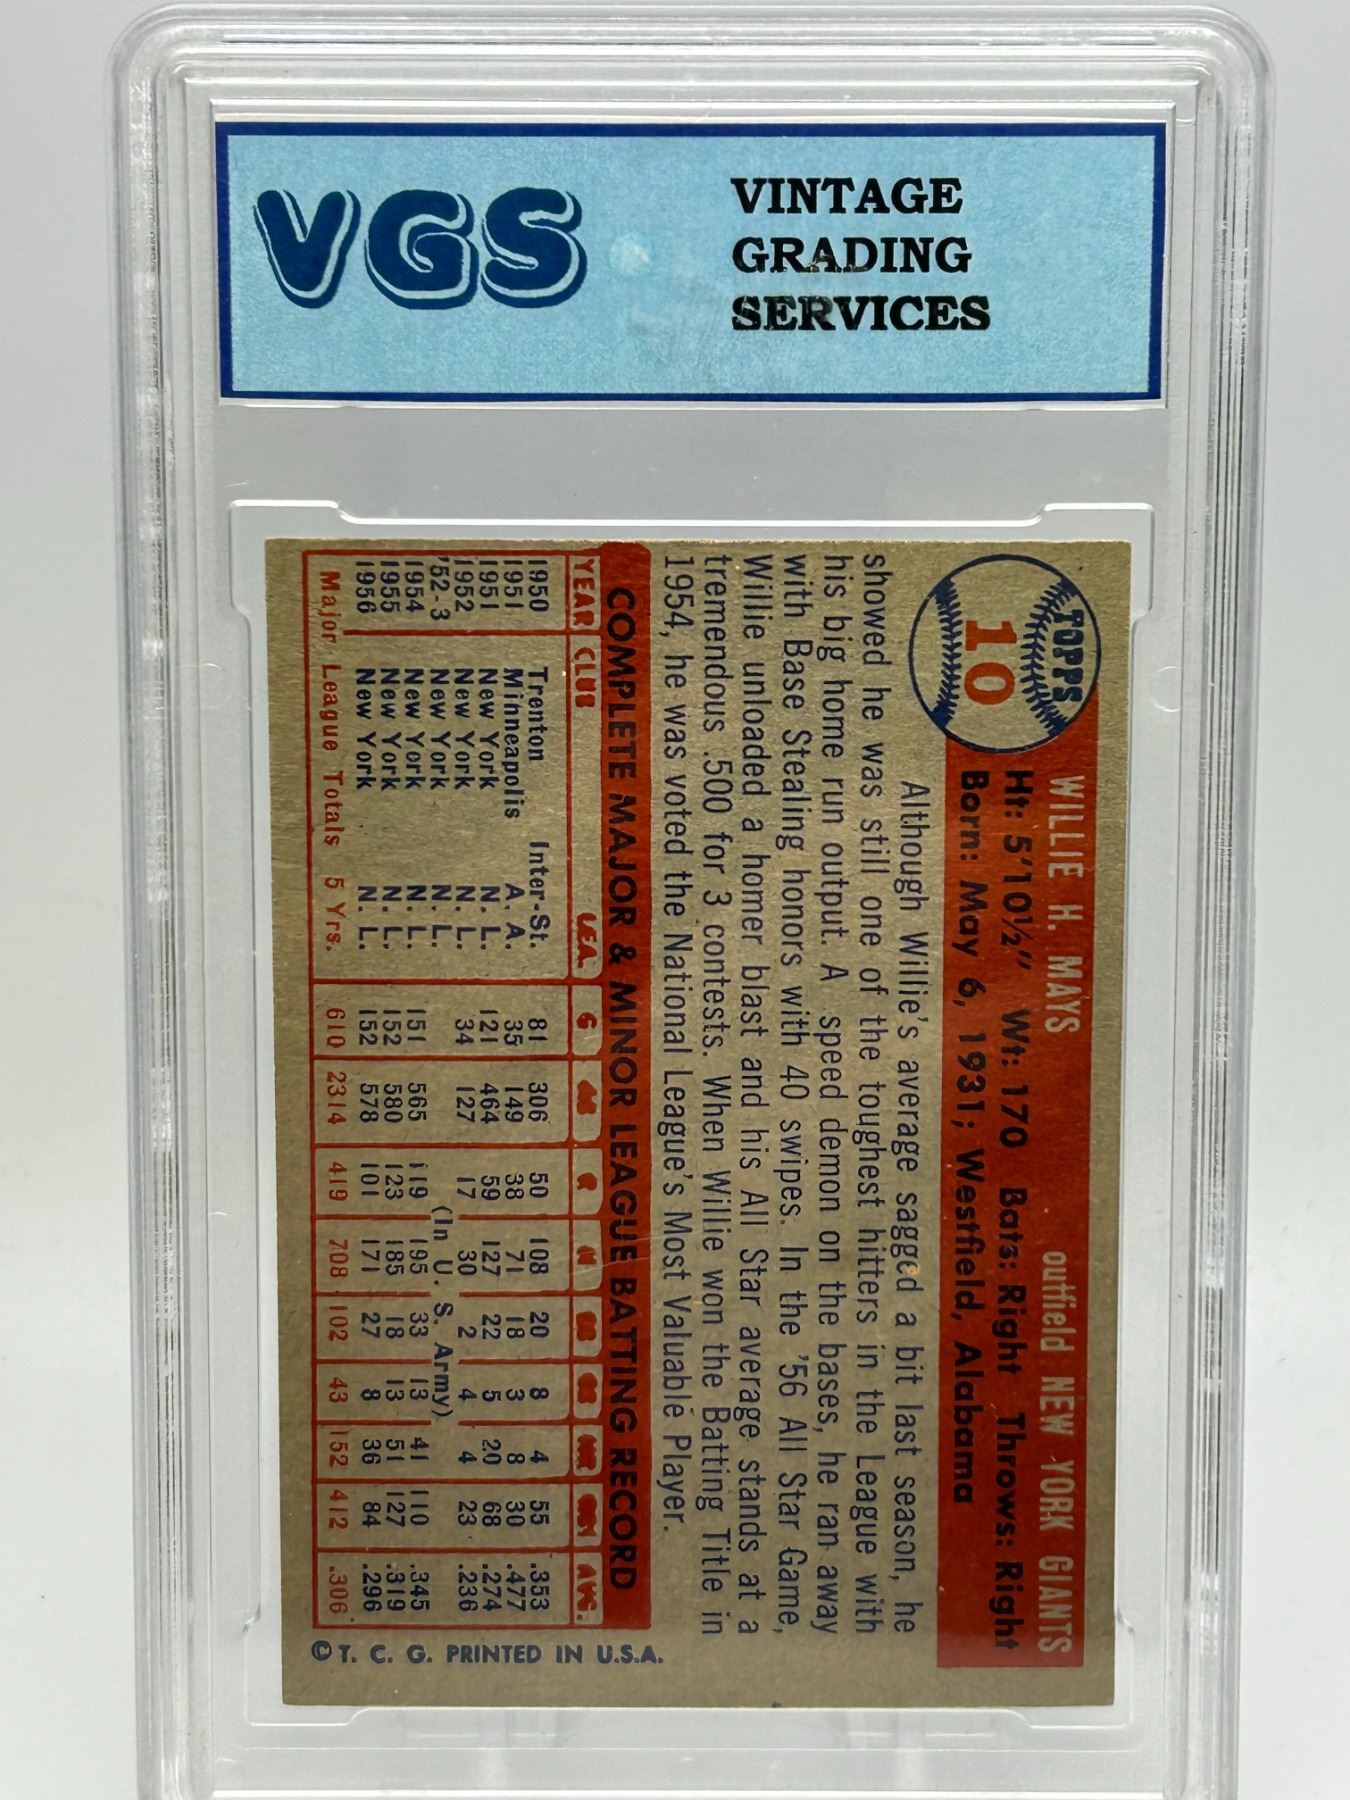 VGS
VINTAGE
GRADING
SERVICES
TOPPS
10
WILLIE H. MAYS outfield NEW YORK GIANTS
Ht: 5'10½" Wt: 170 Bats: Right Throws: Right
Born: May 6, 1931; Westfield, Alabama
Although Willie's average sagged a bit last season, he
showed he was still one of the toughest hitters in the League with
his big home run output. A speed demon on the bases, he ran away
with Base Stealing honors with 40 swipes. In the '56 All Star Game,
Willie unloaded a homer blast and his All Star average stands at a
tremendous .500 for 3 contests. When Willie won the Batting Title in
1954, he was voted the National League's Most Valuable Player.
COMPLETE MAJOR & MINOR LEAGUE BATTING RECORD
YEAR CLUB LEA. G AB R H 2B 3B HR RBI AVG.
1950 Trenton Inter-St. 81 306 50 108 20 8 4 55 .353
1951 Minneapolis A. A. 35 149 38 71 18 3 8 30 .477
1951 New York N. L. 121 464 59 127 22 5 20 68 .274
1952 New York N. L. 34 127 17 30 2 4 4 23 .236
'52-3 New York N. L. (In U. S. Army)
1954 New York N. L. 151 565 119 195 33 13 41 110 .345
1955 New York N. L. 152 580 123 185 18 13 51 127 .319
1956 New York N. L. 152 578 101 171 27 8 36 84 .296
Major League Totals 5 Yrs. 610 2314 419 708 102 43 152 412 .306
© T. C. G. PRINTED IN U.S.A.